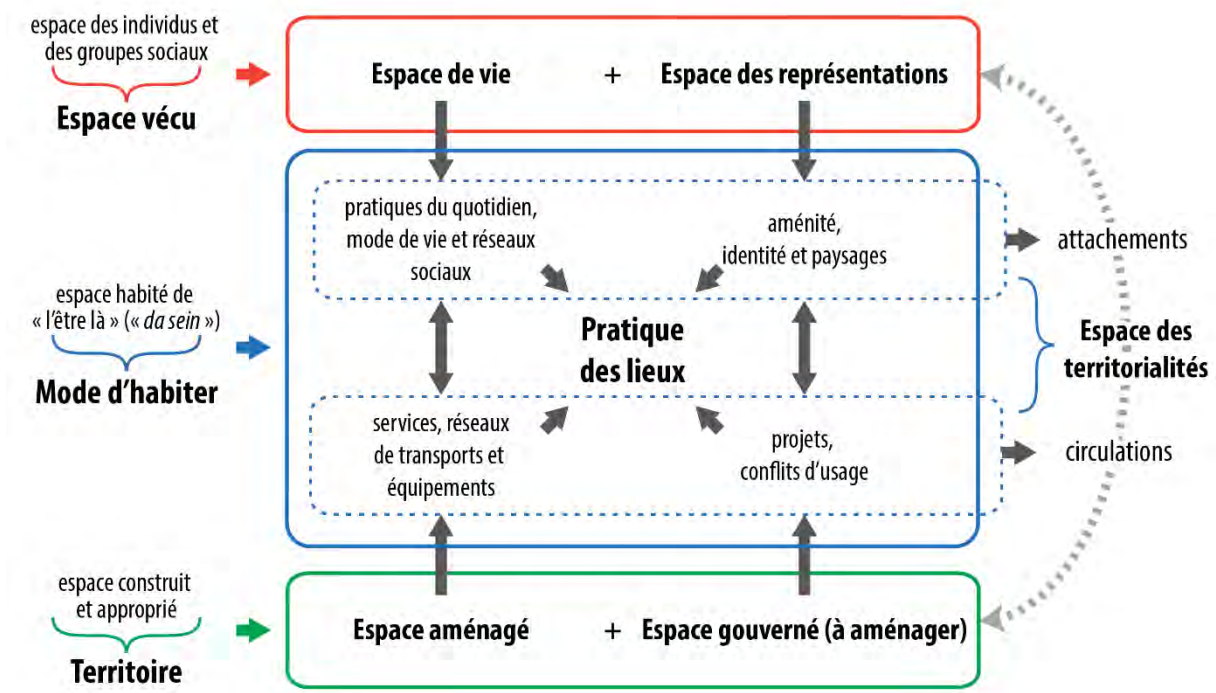 espace des individus et
des groupes sociaux
Espace vécu
Espace de vie + Espace des représentations
pratiques du quotidien,
mode de vie et réseaux
sociaux
aménité,
identité et paysages
attachements
espace habité de
« l’être là » (« da sein »)
Mode d’habiter
Pratique
des lieux
Espace des
territorialités
services, réseaux
de transports et
équipements
projets,
conflits d’usage
circulations
espace construit
et approprié
Territoire
Espace aménagé + Espace gouverné (à aménager)